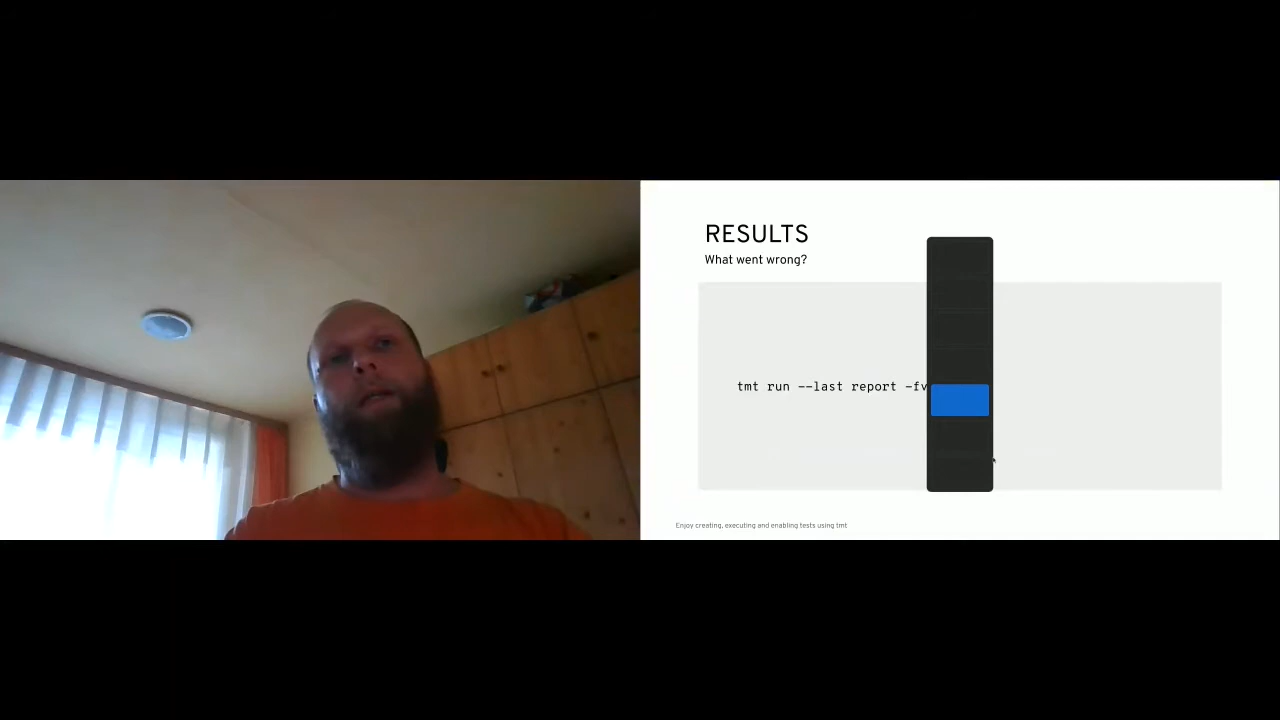 RESULTS
What went wrong?
tmt run --last report -fv
Enjoy creating, executing and enabling tests using tmt